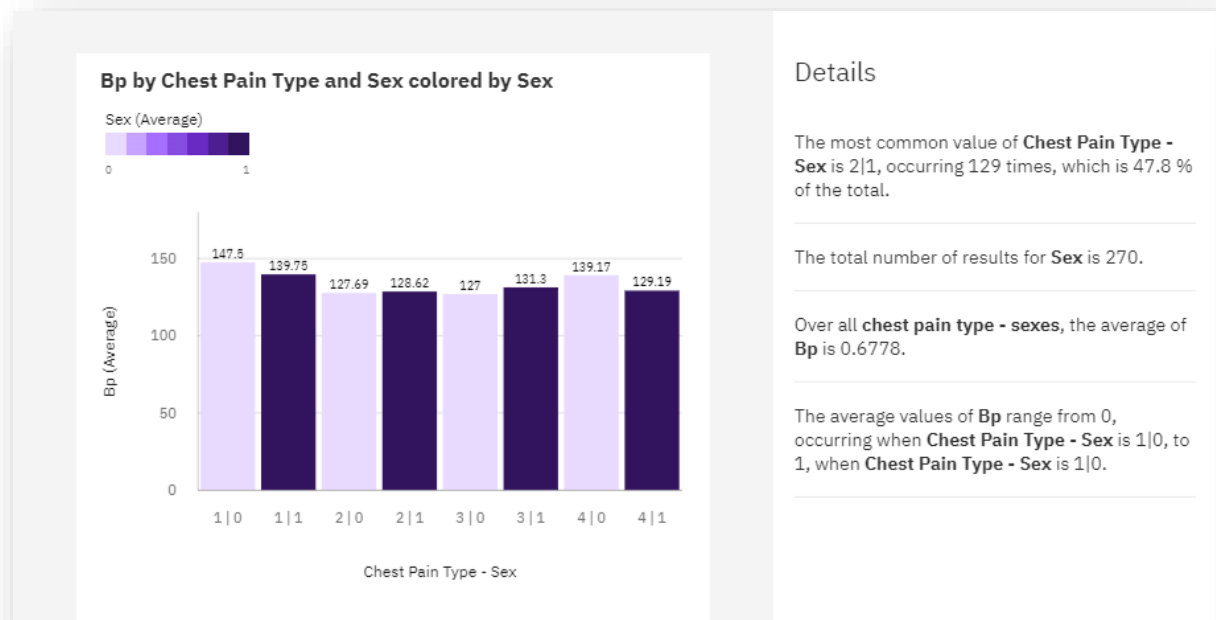 Bp by Chest Pain Type and Sex colored by Sex
Sex (Average)
0 1
147.5
139.75
127.69
128.62
127
131.3
139.17
129.19
150
100
50
0
Bp (Average)
1|0 1|1 2|0 2|1 3|0 3|1 4|0 4|1
Chest Pain Type - Sex
Details
The most common value of Chest Pain Type -
Sex is 2|1, occurring 129 times, which is 47.8 %
of the total.
The total number of results for Sex is 270.
Over all chest pain type - sexes, the average of
Bp is 0.6778.
The average values of Bp range from 0,
occurring when Chest Pain Type - Sex is 1|0, to
1, when Chest Pain Type - Sex is 1|0.